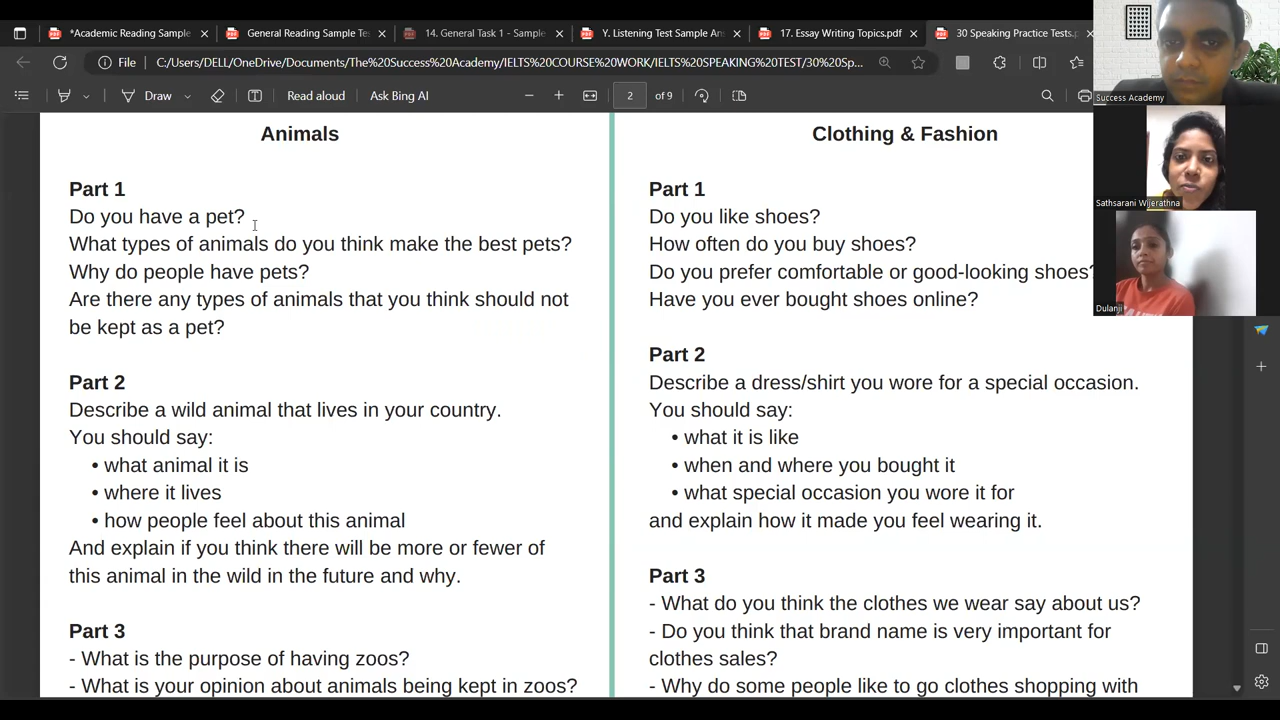 *Academic Reading Sample
General Reading Sample Te
14. General Task 1 - Sample
Y. Listening Test Sample An
17. Essay Writing Topics.pdf
30 Speaking Practice Tests.p
File
C:/Users/DELL/OneDrive/Documents/The%20Success%20Academy/IELTS%20COURSE%20WORK/IELTS%20SPEAKING%20TEST/30%20Sp...
Draw
Read aloud
Ask Bing AI
2 of 9
Animals
Part 1
Do you have a pet?
What types of animals do you think make the best pets?
Why do people have pets?
Are there any types of animals that you think should not
be kept as a pet?
Part 2
Describe a wild animal that lives in your country.
You should say:
• what animal it is
• where it lives
• how people feel about this animal
And explain if you think there will be more or fewer of
this animal in the wild in the future and why.
Part 3
- What is the purpose of having zoos?
- What is your opinion about animals being kept in zoos?
Clothing & Fashion
Part 1
Do you like shoes?
How often do you buy shoes?
Do you prefer comfortable or good-looking shoes?
Have you ever bought shoes online?
Part 2
Describe a dress/shirt you wore for a special occasion.
You should say:
• what it is like
• when and where you bought it
• what special occasion you wore it for
and explain how it made you feel wearing it.
Part 3
- What do you think the clothes we wear say about us?
- Do you think that brand name is very important for
clothes sales?
- Why do some people like to go clothes shopping with
Success Academy
Sathsarani Wijerathna
Dulanji